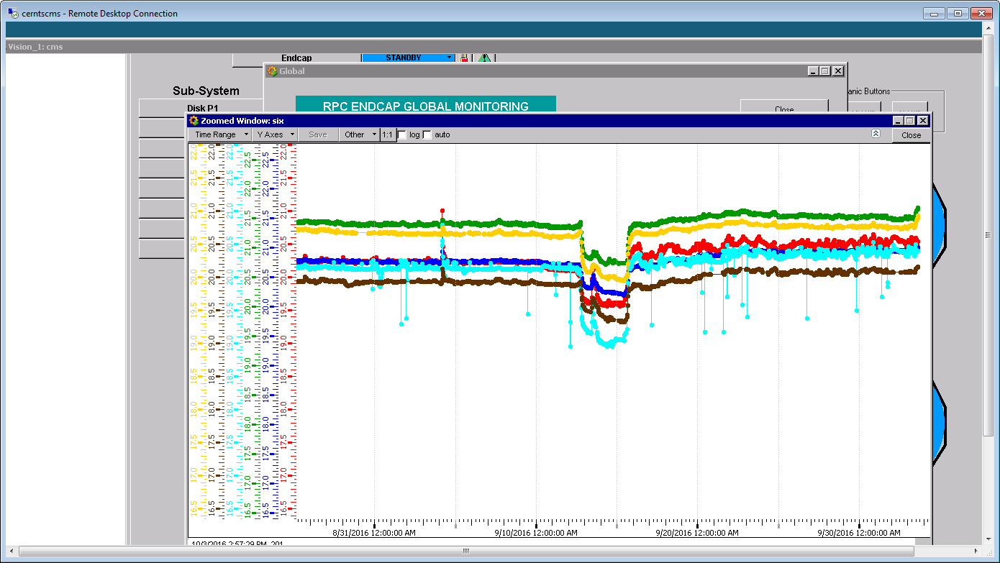 cerntscms - Remote Desktop Connection
Vision_1: cms
Endcap
STANDBY
Global
Sub-System
anic Buttons
Disk P1
RPC ENDCAP GLOBAL MONITORING
Close
Zoomed Window: six
Time Range Y Axes Save Other 1:1 log auto Close
22.0 21.5 21.0 20.5 20.0 19.5 19.0 18.5 18.0 17.5 17.0 16.5
22.0 21.5 21.0 20.5 20.0 19.5 19.0 18.5 18.0 17.5 17.0 16.5
22.0 21.5 21.0 20.5 20.0 19.5 19.0 18.5 18.0 17.5 17.0 16.5
22.5 22.0 21.5 21.0 20.5 20.0 19.5 19.0 18.5 18.0 17.5 17.0 16.5
22.5 22.0 21.5 21.0 20.5 20.0 19.5 19.0 18.5 18.0 17.5 17.0 16.5
22.0 21.5 21.0 20.5 20.0 19.5 19.0 18.5 18.0 17.5 17.0 16.5
8/31/2016 12:00:00 AM 9/10/2016 12:00:00 AM 9/20/2016 12:00:00 AM 9/30/2016 12:00:00 AM
10/3/2016 2:57:29 PM 201